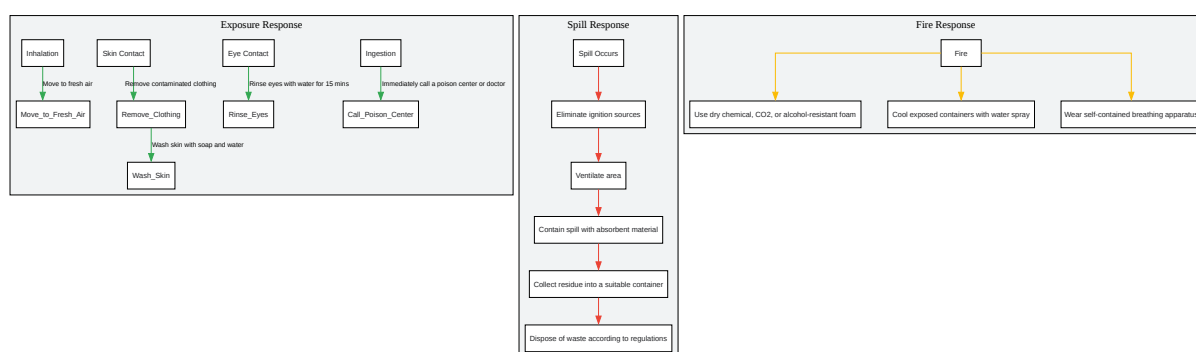 Exposure Response
Inhalation
Skin Contact
Eye Contact
Ingestion
Move to fresh air
Remove contaminated clothing
Rinse eyes with water for 15 mins
Immediately call a poison center or doctor
Move_to_Fresh_Air
Remove_Clothing
Rinse_Eyes
Call_Poison_Center
Wash skin with soap and water
Wash_Skin
Spill Response
Spill Occurs
Eliminate ignition sources
Ventilate area
Contain spill with absorbent material
Collect residue into a suitable container
Dispose of waste according to regulations
Fire Response
Fire
Use dry chemical, CO2, or alcohol-resistant foam
Cool exposed containers with water spray
Wear self-contained breathing apparatus